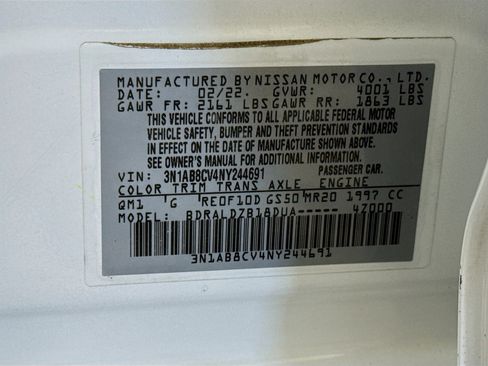 MANUFACTURED BY NISSAN MOTOR CO., LTD.
DATE: 02/22. GVWR: 4001 LBS
GAWR FR: 2161 LBS GAWR RR: 1863 LBS
THIS VEHICLE CONFORMS TO ALL APPLICABLE FEDERAL MOTOR
VEHICLE SAFETY, BUMPER AND THEFT PREVENTION STANDARDS
IN EFFECT ON THE DATE OF MANUFACTURE SHOWN ABOVE.
SEE OWNER'S MANUAL FOR ADDITIONAL INFORMATION
VIN: 3N1AB8CV4NY244691 PASSENGER CAR.
COLOR TRIM TRANS AXLE ENGINE
QM1 G RE0F10D GS50 MR20 1997 CC
MODEL: BDRALDZB18DUA----- 4Z000
3N1AB8CV4NY244691